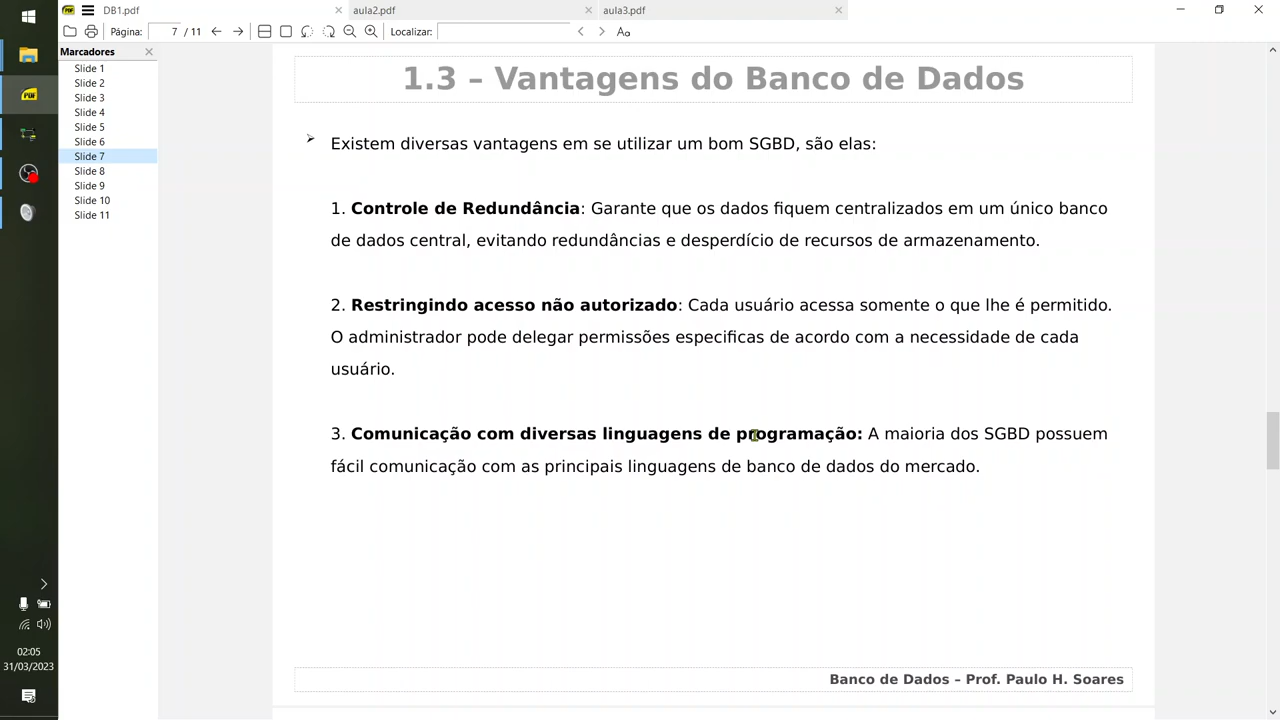 DB1.pdf
aula2.pdf
aula3.pdf
Página: 7 / 11
Localizar:
Marcadores
Slide 1
Slide 2
Slide 3
Slide 4
Slide 5
Slide 6
Slide 7
Slide 8
Slide 9
Slide 10
Slide 11
1.3 – Vantagens do Banco de Dados
Existem diversas vantagens em se utilizar um bom SGBD, são elas:
1. Controle de Redundância: Garante que os dados fiquem centralizados em um único banco
de dados central, evitando redundâncias e desperdício de recursos de armazenamento.
2. Restringindo acesso não autorizado: Cada usuário acessa somente o que lhe é permitido.
O administrador pode delegar permissões especificas de acordo com a necessidade de cada
usuário.
3. Comunicação com diversas linguagens de programação: A maioria dos SGBD possuem
fácil comunicação com as principais linguagens de banco de dados do mercado.
Banco de Dados – Prof. Paulo H. Soares
02:05
31/03/2023